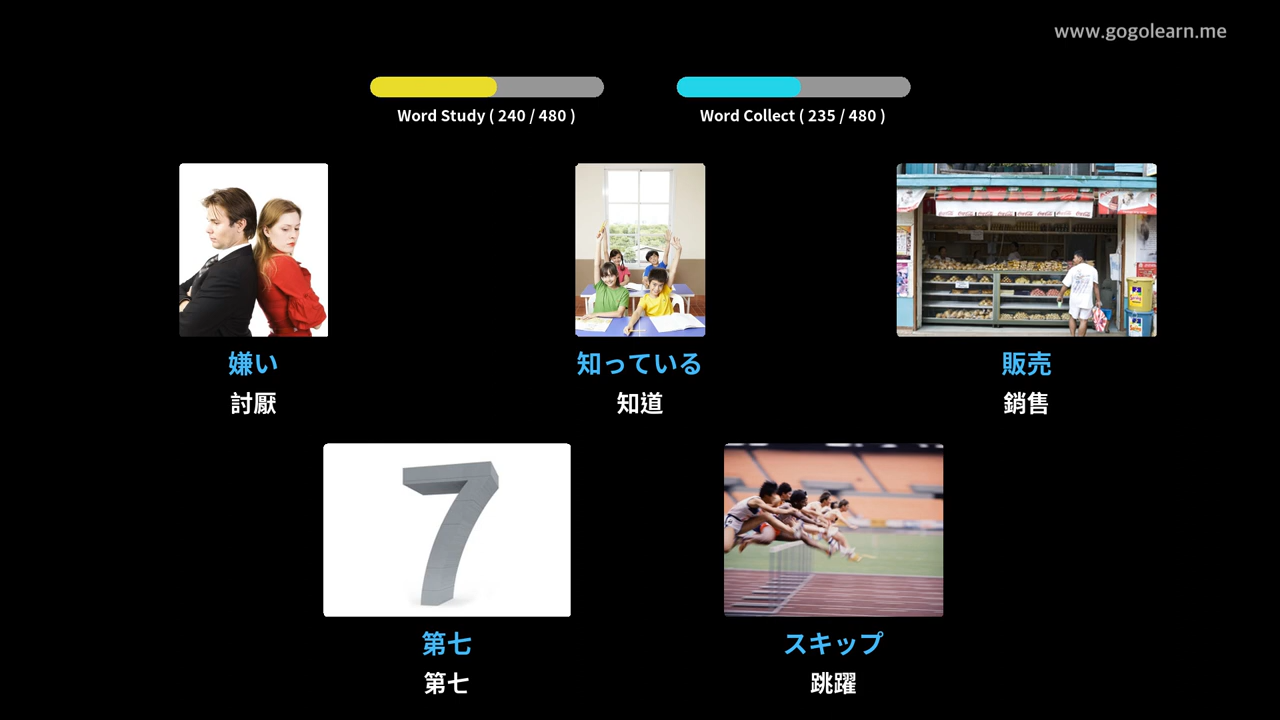 www.gogolearn.me
Word Study ( 240 / 480 )
Word Collect ( 235 / 480 )
嫌い
討厭
知っている
知道
販売
銷售
第七
第七
スキップ
跳躍